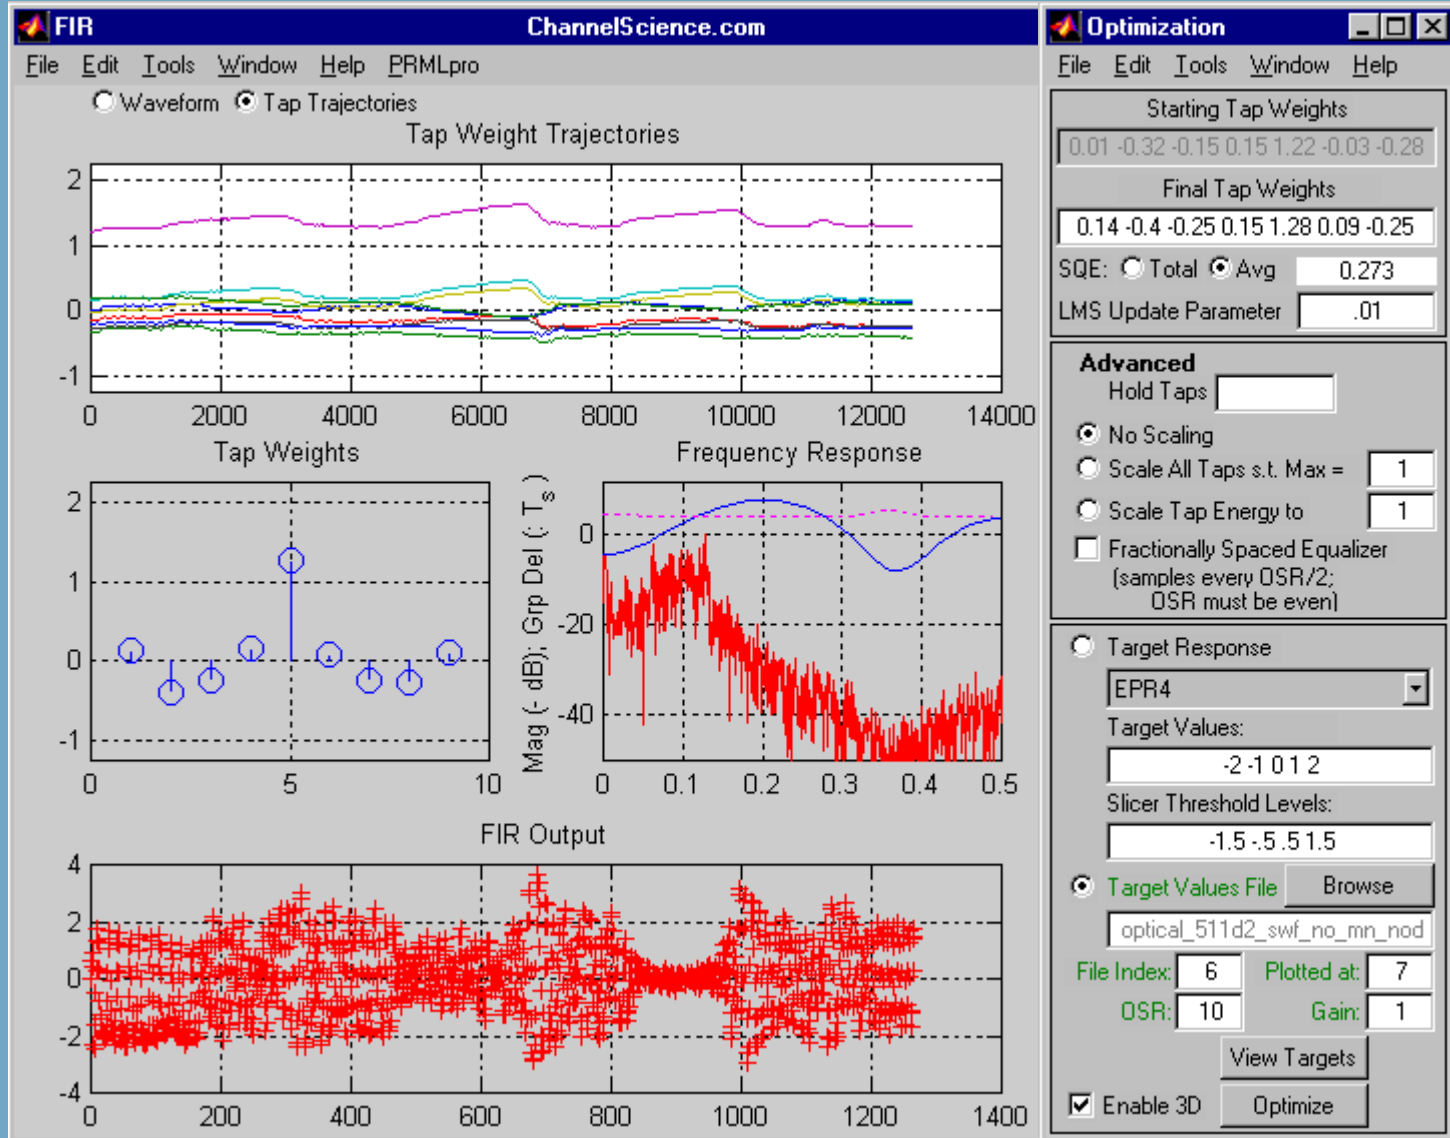 FIR ChannelScience.com
File Edit Tools Window Help PRMLpro
Waveform Tap Trajectories
Tap Weight Trajectories
2
1
0
-1
0 2000 4000 6000 8000 10000 12000 14000
Tap Weights
2
1
0
-1
0 5 10
Frequency Response
Mag (- dB); Grp Del (: Ts )
0
-20
-40
0 0.1 0.2 0.3 0.4 0.5
FIR Output
4
2
0
-2
-4
0 200 400 600 800 1000 1200 1400
Optimization
File Edit Tools Window Help
Starting Tap Weights
0.01 -0.32 -0.15 0.15 1.22 -0.03 -0.28
Final Tap Weights
0.14 -0.4 -0.25 0.15 1.28 0.09 -0.25
SQE: Total Avg 0.273
LMS Update Parameter .01
Advanced
Hold Taps
No Scaling
Scale All Taps s.t. Max = 1
Scale Tap Energy to 1
Fractionally Spaced Equalizer
(samples every OSR/2;
OSR must be even)
Target Response
EPR4
Target Values:
-2 -1 0 1 2
Slicer Threshold Levels:
-1.5 -.5 .5 1.5
Target Values File Browse
optical_511d2_swf_no_mn_nod
File Index: 6 Plotted at: 7
OSR: 10 Gain: 1
View Targets
Enable 3D Optimize